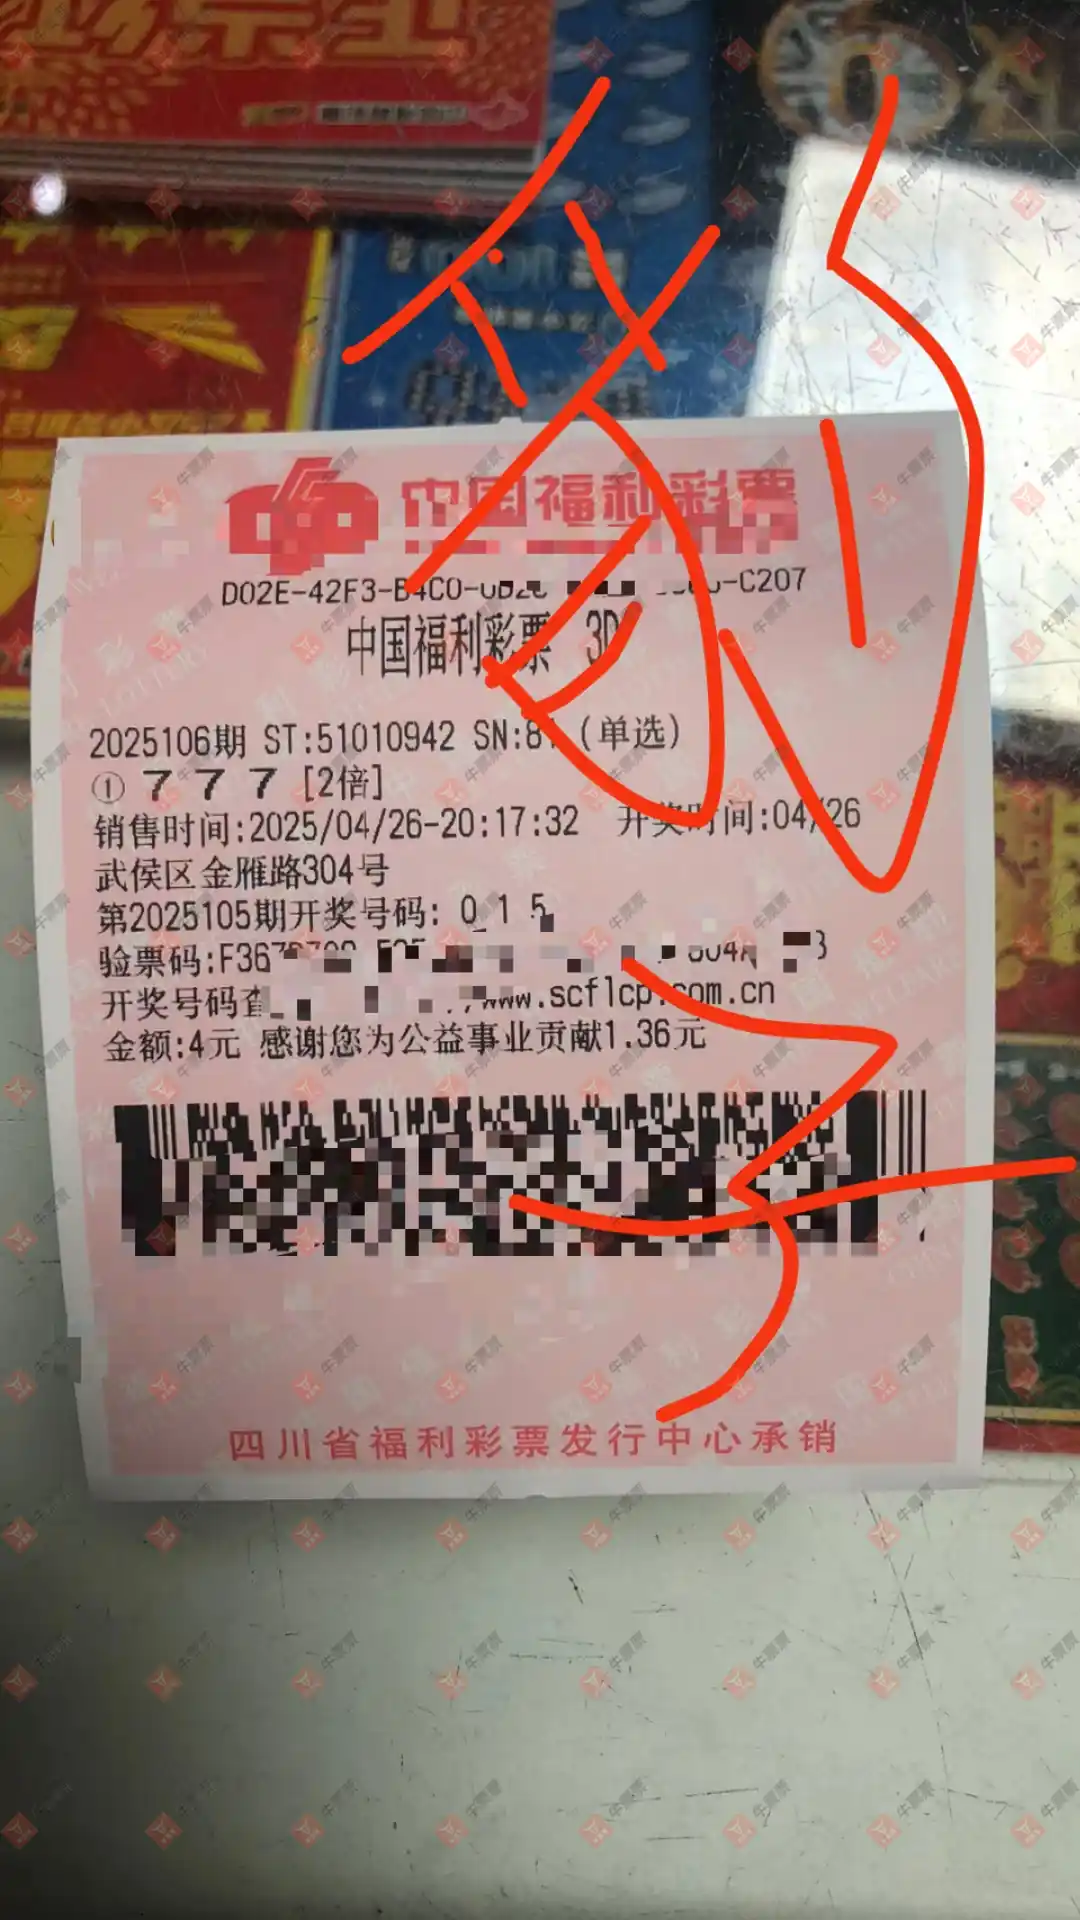 中国福利彩票
中国福利彩票 3D
2025106期 ST:51010942 SN:81 (单选)
① 7 7 7 [2倍]
销售时间:2025/04/26-20:17:32 开奖时间:04/26
武侯区金雁路304号
第2025105期开奖号码: 0 1 5
验票码:F367
开奖号码查 www.scflcp.com.cn
金额:4元 感谢您为公益事业贡献1.36元
四川省福利彩票发行中心承销
牛票票